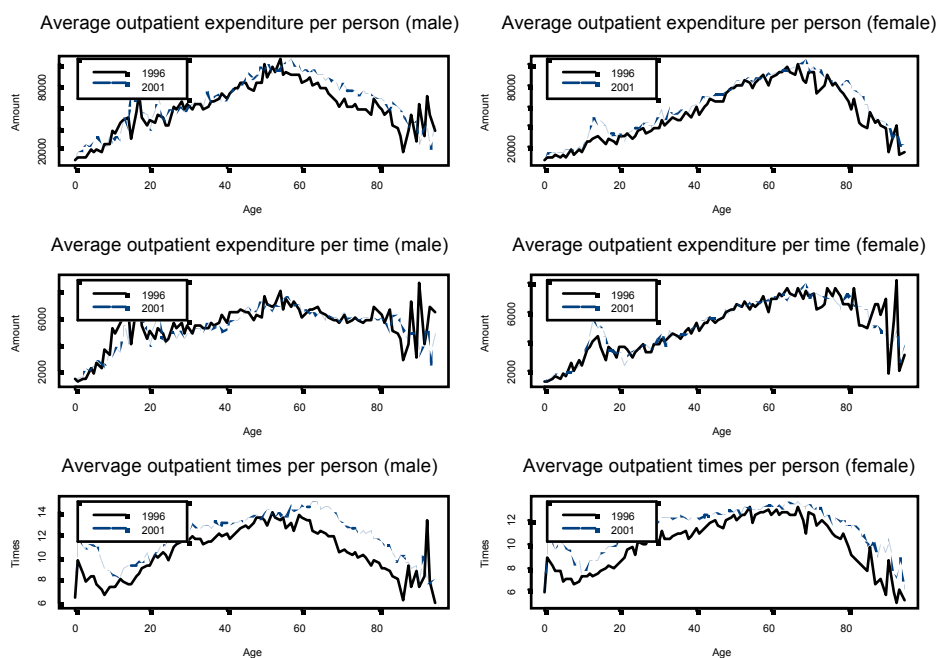 Average outpatient expenditure per person (male)
Amount
80000
20000
1996
2001
0 20 40 60 80
Age
Average outpatient expenditure per person (female)
Amount
80000
20000
1996
2001
0 20 40 60 80
Age
Average outpatient expenditure per time (male)
Amount
6000
2000
1996
2001
0 20 40 60 80
Age
Average outpatient expenditure per time (female)
Amount
6000
2000
1996
2001
0 20 40 60 80
Age
Avervage outpatient times per person (male)
Times
14
12
10
8
6
1996
2001
0 20 40 60 80
Age
Avervage outpatient times per person (female)
Times
12
10
8
6
1996
2001
0 20 40 60 80
Age